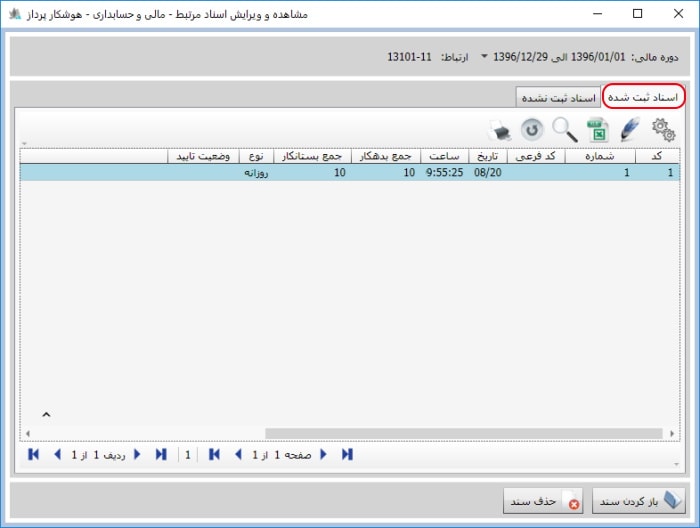 مشاهده و ویرایش اسناد مرتبط - مالی و حسابداری - هوشکار پرداز
دوره مالی: 1396/01/01 الی 1396/12/29 ارتباط: 13101-11
اسناد ثبت شده اسناد ثبت نشده
کد شماره کد فرعی تاریخ ساعت جمع بدهکار جمع بستانکار نوع وضعیت تایید
1 1 08/20 9:55:25 10 10 روزانه
صفحه 1 از 1 1 ردیف 1 از 1
باز کردن سند حذف سند